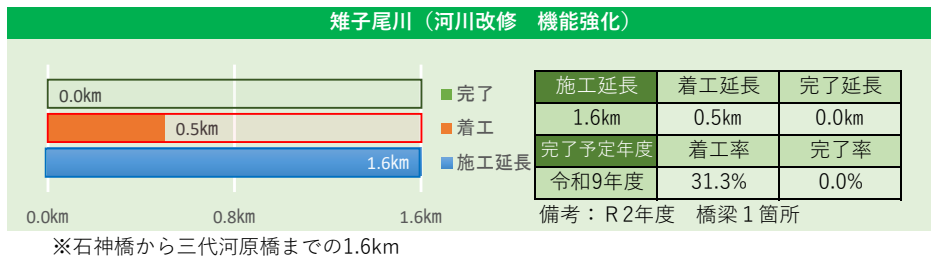 雉子尾川（河川改修　機能強化）
0.0km
0.5km
1.6km
0.0km 0.8km 1.6km
■完了
■着工
■施工延長
施工延長 着工延長 完了延長
1.6km 0.5km 0.0km
完了予定年度 着工率 完了率
令和9年度 31.3% 0.0%
備考：Ｒ2年度　橋梁１箇所
※石神橋から三代河原橋までの1.6km